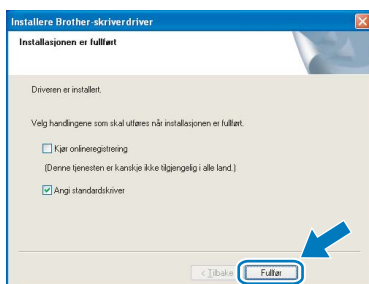 Installere Brother-skriverdriver
Installasjonen er fullført
Driveren er installert.
Velg handlingene som skal utføres når installasjonen er fullført.
Kjør onlineregistrering
(Denne tjenesten er kanskje ikke tilgjengelig i alle land.)
Angi standardskriver
< Tilbake
Fullfør